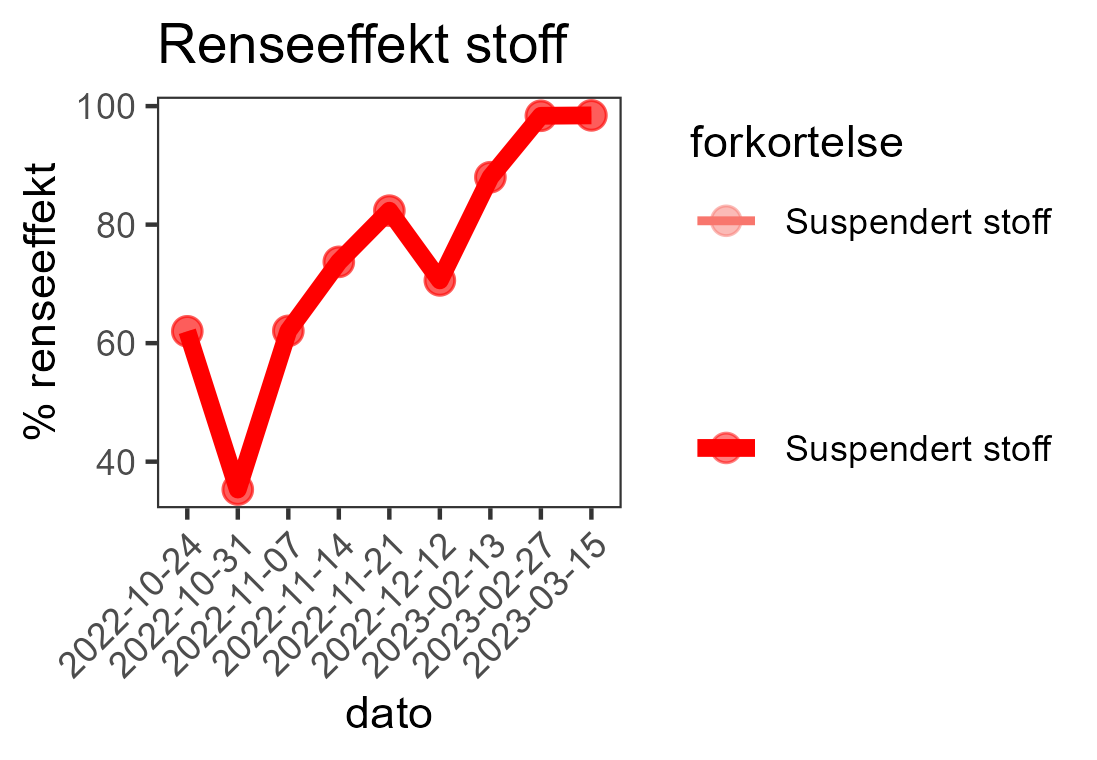 Renseeffekt stoff
100
80
60
40
% renseeffekt
2022-10-24
2022-10-31
2022-11-07
2022-11-14
2022-11-21
2022-12-12
2023-02-13
2023-02-27
2023-03-15
dato
forkortelse
Suspendert stoff
Suspendert stoff